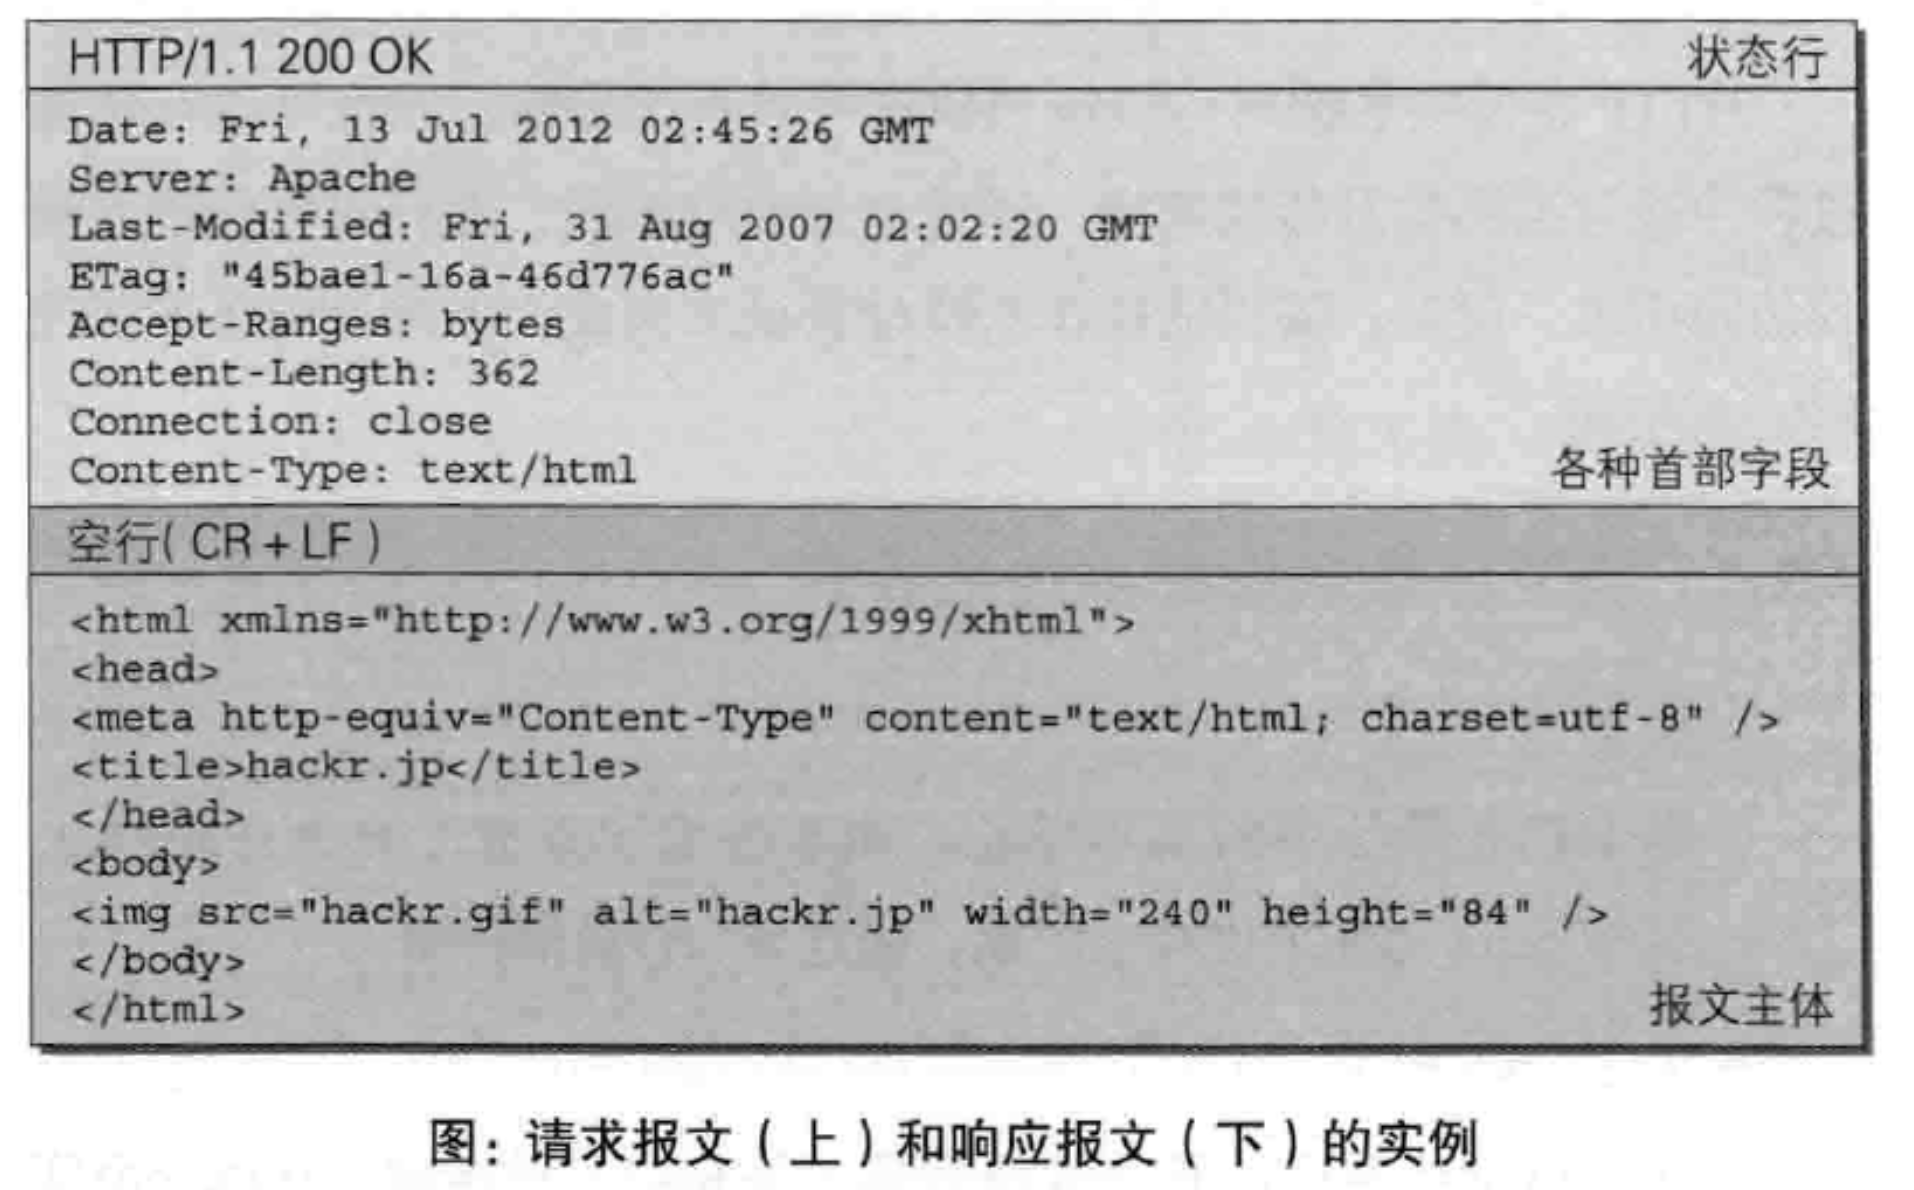 HTTP/1.1 200 OK 状态行
Date: Fri, 13 Jul 2012 02:45:26 GMT
Server: Apache
Last-Modified: Fri, 31 Aug 2007 02:02:20 GMT
ETag: "45bae1-16a-46d776ac"
Accept-Ranges: bytes
Content-Length: 362
Connection: close
Content-Type: text/html 各种首部字段
空行( CR + LF )
<html xmlns="http://www.w3.org/1999/xhtml">
<head>
<meta http-equiv="Content-Type" content="text/html; charset=utf-8" />
<title>hackr.jp</title>
</head>
<body>
<img src="hackr.gif" alt="hackr.jp" width="240" height="84" />
</body>
</html> 报文主体
图: 请求报文 ( 上 ) 和响应报文 ( 下 ) 的实例